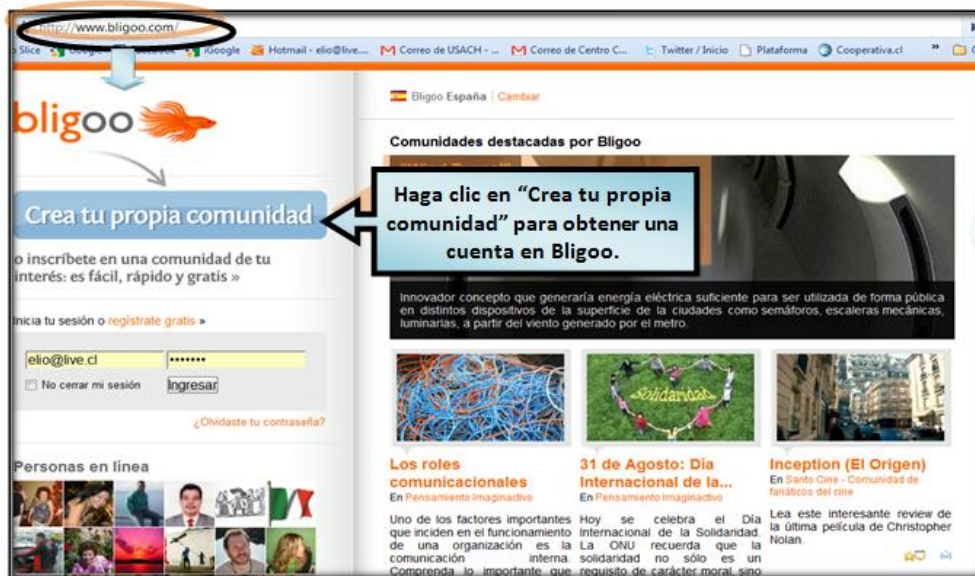 http://www.bligoo.com/
Slice
Google
iGoogle
Hotmail - elio@live...
Correo de USACH - ...
Correo de Centro C...
Twitter / Inicio
Plataforma
Cooperativa.cl
»
bligoo
Crea tu propia comunidad
o inscríbete en una comunidad de tu
interés: es fácil, rápido y gratis »
Inicia tu sesión o regístrate gratis »
elio@live.cl •••••••
No cerrar mi sesión Ingresar
¿Olvidaste tu contraseña?
Personas en línea
Bligoo España | Cambiar
Comunidades destacadas por Bligoo
Haga clic en “Crea tu propia
comunidad” para obtener una
cuenta en Bligoo.
Innovador concepto que generaría energía eléctrica suficiente para ser utilizada de forma pública
en distintos dispositivos de la superficie de la ciudades como semáforos, escaleras mecánicas,
luminarias, a partir del viento generado por el metro.
Los roles
comunicacionales
En Pensamiento Imaginactivo
Uno de los factores importantes
que inciden en el funcionamiento
de una organización es la
comunicación interna.
Comprenda lo importante que
Solidaridad
31 de Agosto: Día
Internacional de la...
En Pensamiento Imaginactivo
Hoy se celebra el Día
Internacional de la Solidaridad.
La ONU recuerda que la
solidaridad no sólo es un
requisito de carácter moral, sino
Inception (El Origen)
En Santo Cine - Comunidad de
fanáticos del cine
Lea este interesante review de
la última película de Christopher
Nolan.